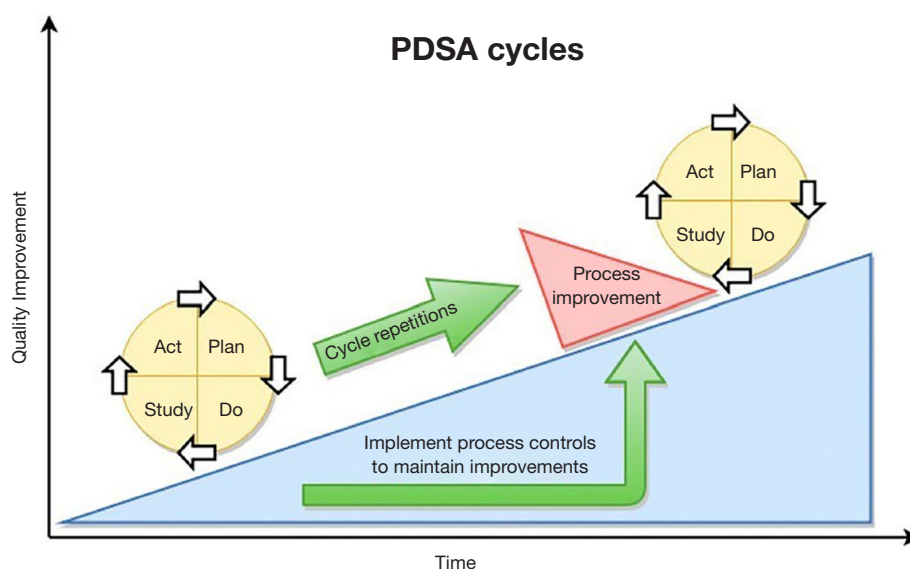 PDSA cycles
Quality Improvement
Act Plan
Study Do
Cycle repetitions
Process
improvement
Act Plan
Study Do
Implement process controls
to maintain improvements
Time